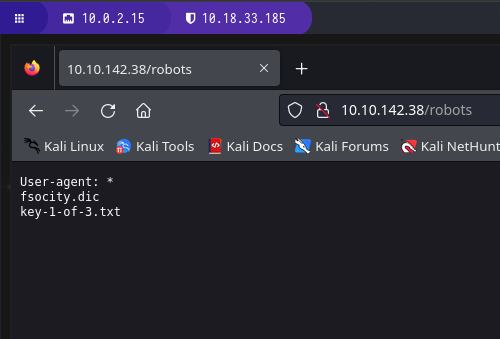 10.0.2.15 10.18.33.185
10.10.142.38/robots
10.10.142.38/robots
Kali Linux Kali Tools Kali Docs Kali Forums Kali NetHunt
User-agent: *
fsocity.dic
key-1-of-3.txt